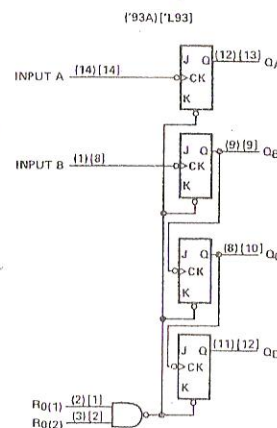 ('93A) ['L93]
J Q (12) [13] QA
INPUT A (14) [14] CK
K
J Q (9) [9] QB
INPUT B (1) [8] CK
K
J Q (8) [10]
CK
K
J Q (11) [12] QD
CK
K
R0(1) (2) [1]
R0(2) (3) [2]